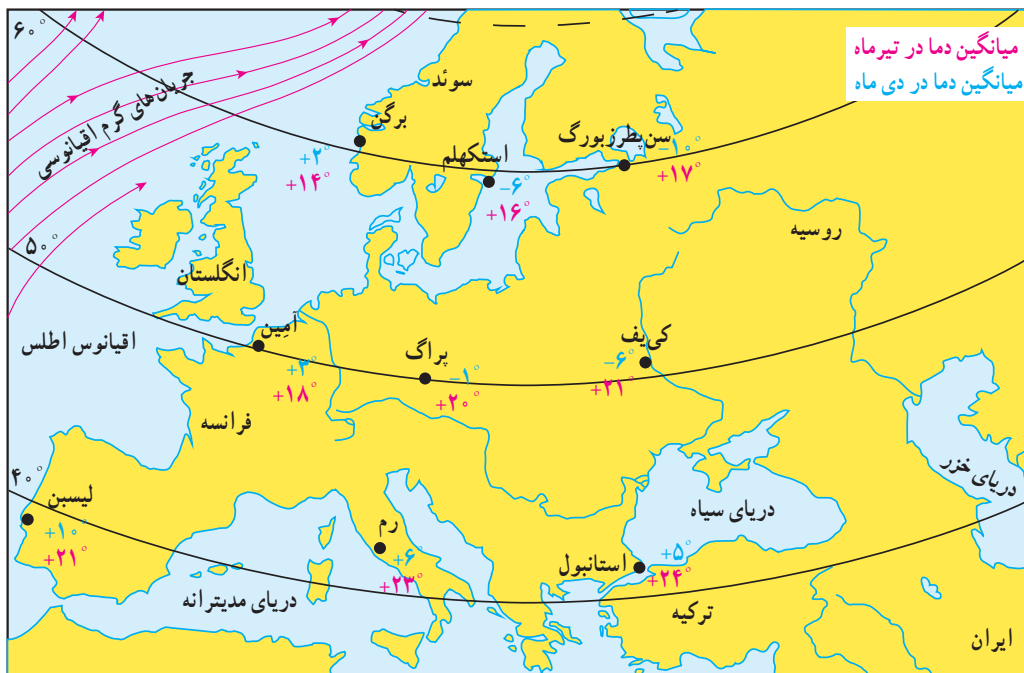 میانگین دما در تیرماه
میانگین دما در دی ماه
۶۰°
جریان‌های گرم اقیانوسی
سوئد
برگن
+۲°
+۱۴°
استکهلم
−۶°
+۱۶°
سن‌پطرزبورگ
−۱۰°
+۱۷°
روسیه
۵۰°
انگلستان
اقیانوس اطلس
آمِین
+۳°
+۱۸°
پراگ
−۱°
+۲۰°
کی‌یف
−۶°
+۲۱°
فرانسه
۴۰°
لیسبن
+۱۰°
+۲۱°
رم
+۶°
+۲۳°
استانبول
+۵°
+۲۴°
دریای سیاه
دریای خزر
دریای مدیترانه
ترکیه
ایران